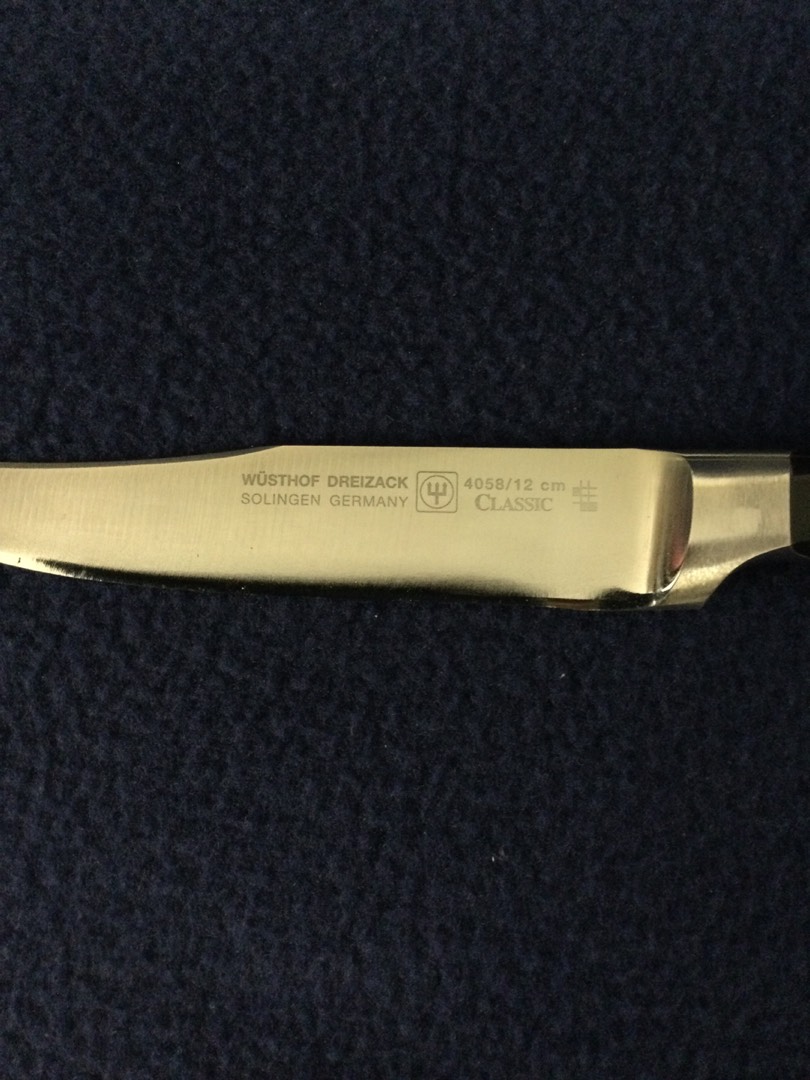 WÜSTHOF DREIZACK
SOLINGEN GERMANY
4058/12 cm
CLASSIC